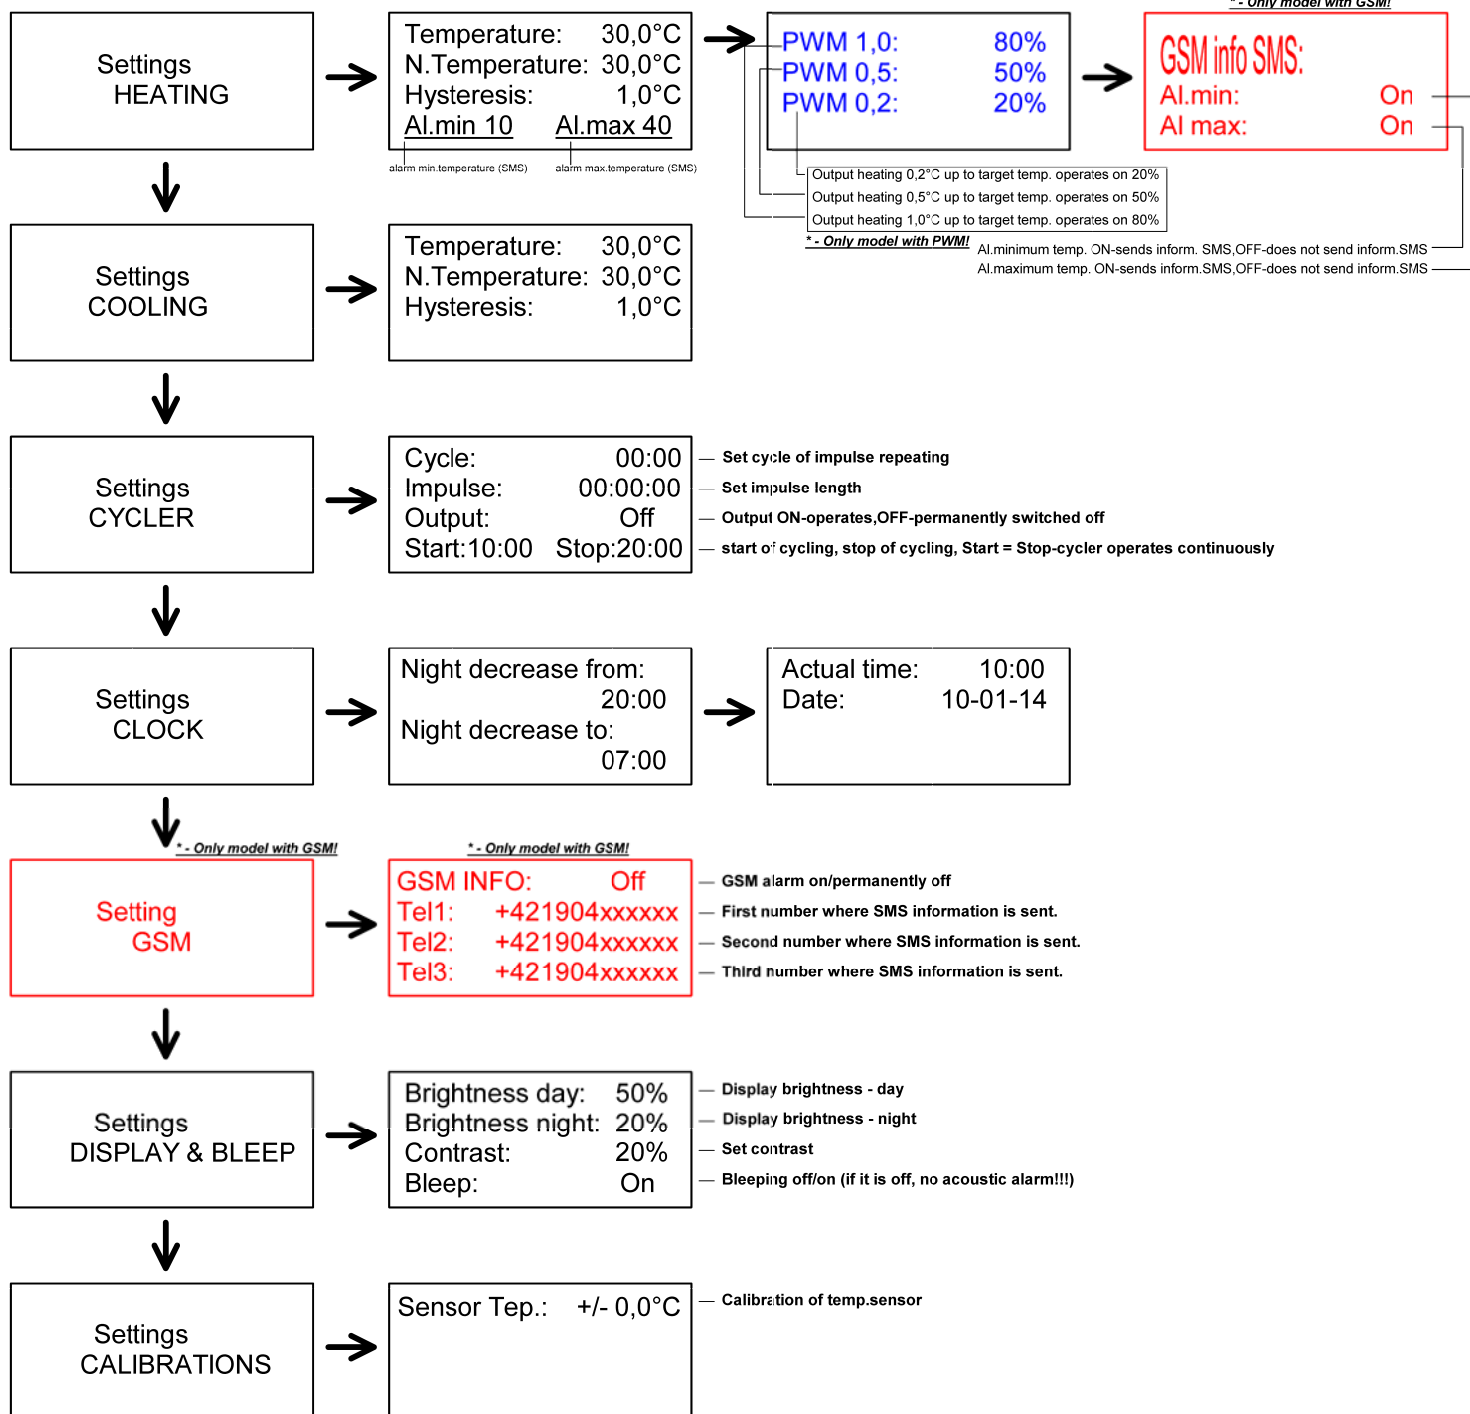 * - Only model with GSM!
Settings
HEATING
Temperature: 30,0°C
N.Temperature: 30,0°C
Hysteresis: 1,0°C
Al.min 10 Al.max 40
alarm min.temperature (SMS) alarm max.temperature (SMS)
PWM 1,0: 80%
PWM 0,5: 50%
PWM 0,2: 20%
GSM info SMS:
Al.min: On
Al max: On
Output heating 0,2°C up to target temp. operates on 20%
Output heating 0,5°C up to target temp. operates on 50%
Output heating 1,0°C up to target temp. operates on 80%
* - Only model with PWM!
Al.minimum temp. ON-sends inform. SMS,OFF-does not send inform.SMS
Al.maximum temp. ON-sends inform.SMS,OFF-does not send inform.SMS
Settings
COOLING
Temperature: 30,0°C
N.Temperature: 30,0°C
Hysteresis: 1,0°C
Settings
CYCLER
Cycle: 00:00
Impulse: 00:00:00
Output: Off
Start:10:00 Stop:20:00
Set cycle of impulse repeating
Set impulse length
Output ON-operates,OFF-permanently switched off
start of cycling, stop of cycling, Start = Stop-cycler operates continuously
Settings
CLOCK
Night decrease from:
20:00
Night decrease to:
07:00
Actual time: 10:00
Date: 10-01-14
* - Only model with GSM!
* - Only model with GSM!
Setting
GSM
GSM INFO: Off
Tel1: +421904xxxxxx
Tel2: +421904xxxxxx
Tel3: +421904xxxxxx
GSM alarm on/permanently off
First number where SMS information is sent.
Second number where SMS information is sent.
Third number where SMS information is sent.
Settings
DISPLAY & BLEEP
Brightness day: 50%
Brightness night: 20%
Contrast: 20%
Bleep: On
Display brightness - day
Display brightness - night
Set contrast
Bleeping off/on (if it is off, no acoustic alarm!!!)
Settings
CALIBRATIONS
Sensor Tep.: +/- 0,0°C
Calibration of temp.sensor